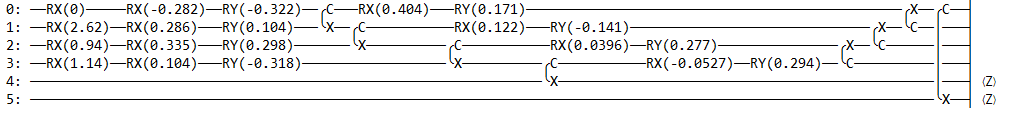 0: ──RX(0)─────RX(-0.282)──RY(-0.322)──╭C──RX(0.404)──RY(0.171)───────────────────────────────────────────────╭X─╭C──┤
1: ──RX(2.62)──RX(0.286)───RY(0.104)───╰X─╭C──────────RX(0.122)──RY(-0.141)────────────────────────────────╭X─╰C─│───┤
2: ──RX(0.94)──RX(0.335)───RY(0.298)──────╰X──────────╭C──────────RX(0.0396)──RY(0.277)────────────────╭X─╰C────│───┤
3: ──RX(1.14)──RX(0.104)───RY(-0.318)─────────────────╰X──────────╭C───────────RX(-0.0527)──RY(0.294)──╰C───────│───┤
4: ───────────────────────────────────────────────────────────────╰X────────────────────────────────────────────│───┤ ⟨Z⟩
5: ─────────────────────────────────────────────────────────────────────────────────────────────────────────────╰X──┤ ⟨Z⟩